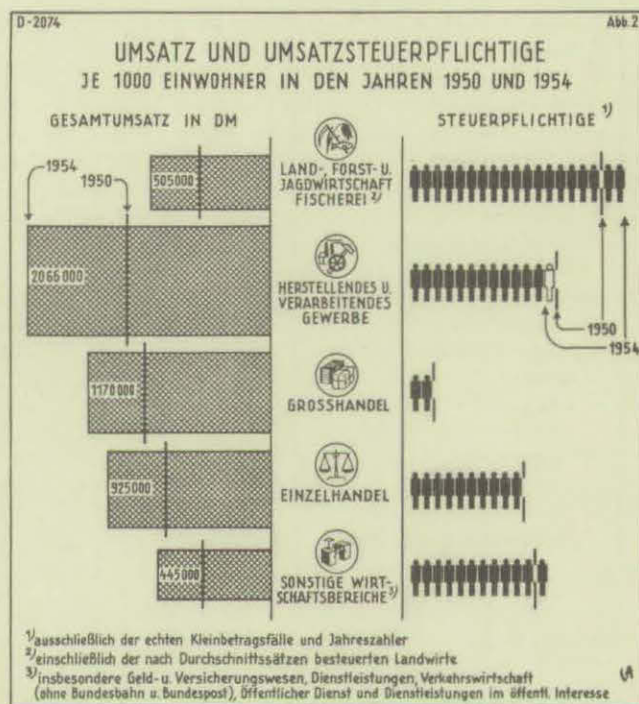 D-2074 Abb.2
UMSATZ UND UMSATZSTEUERPFLICHTIGE
JE 1000 EINWOHNER IN DEN JAHREN 1950 UND 1954
GESAMTUMSATZ IN DM
STEUERPFLICHTIGE 1)
1954
1950
505000
LAND-, FORST- U.
JAGDWIRTSCHAFT
FISCHEREI 2)
2066000
HERSTELLENDES U.
VERARBEITENDES
GEWERBE
1950
1954
1170000
GROSSHANDEL
925000
EINZELHANDEL
445000
SONSTIGE WIRT-
SCHAFTSBEREICHE 3)
1) ausschließlich der echten Kleinbetragsfälle und Jahreszahler
2) einschließlich der nach Durchschnittssätzen besteuerten Landwirte
3) insbesondere Geld- u. Versicherungswesen, Dienstleistungen, Verkehrswirtschaft
(ohne Bundesbahn u. Bundespost), Öffentlicher Dienst und Dienstleistungen im öffentl. Interesse